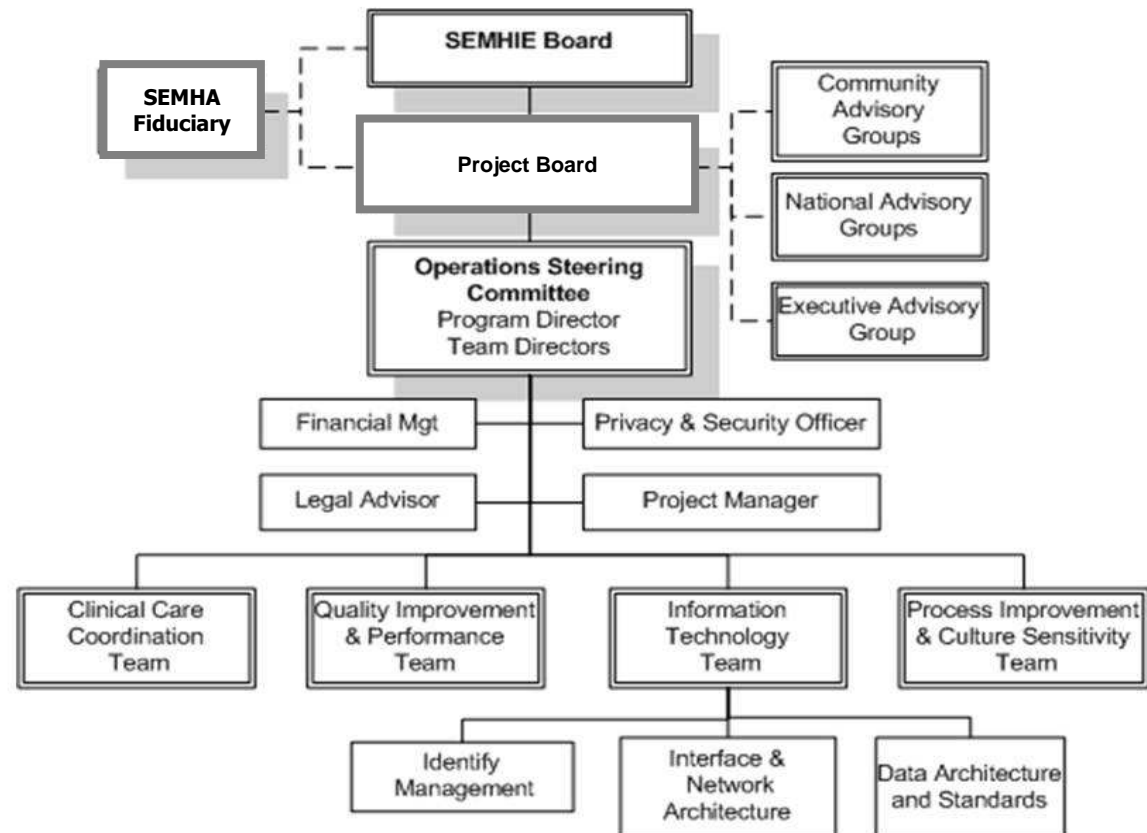 SEMHIE Board
SEMHA
Fiduciary
Project Board
Community
Advisory
Groups
National Advisory
Groups
Executive Advisory
Group
Operations Steering
Committee
Program Director
Team Directors
Financial Mgt
Privacy & Security Officer
Legal Advisor
Project Manager
Clinical Care
Coordination
Team
Quality Improvement
& Performance
Team
Information
Technology
Team
Process Improvement
& Culture Sensitivity
Team
Identify
Management
Interface &
Network
Architecture
Data Architecture
and Standards